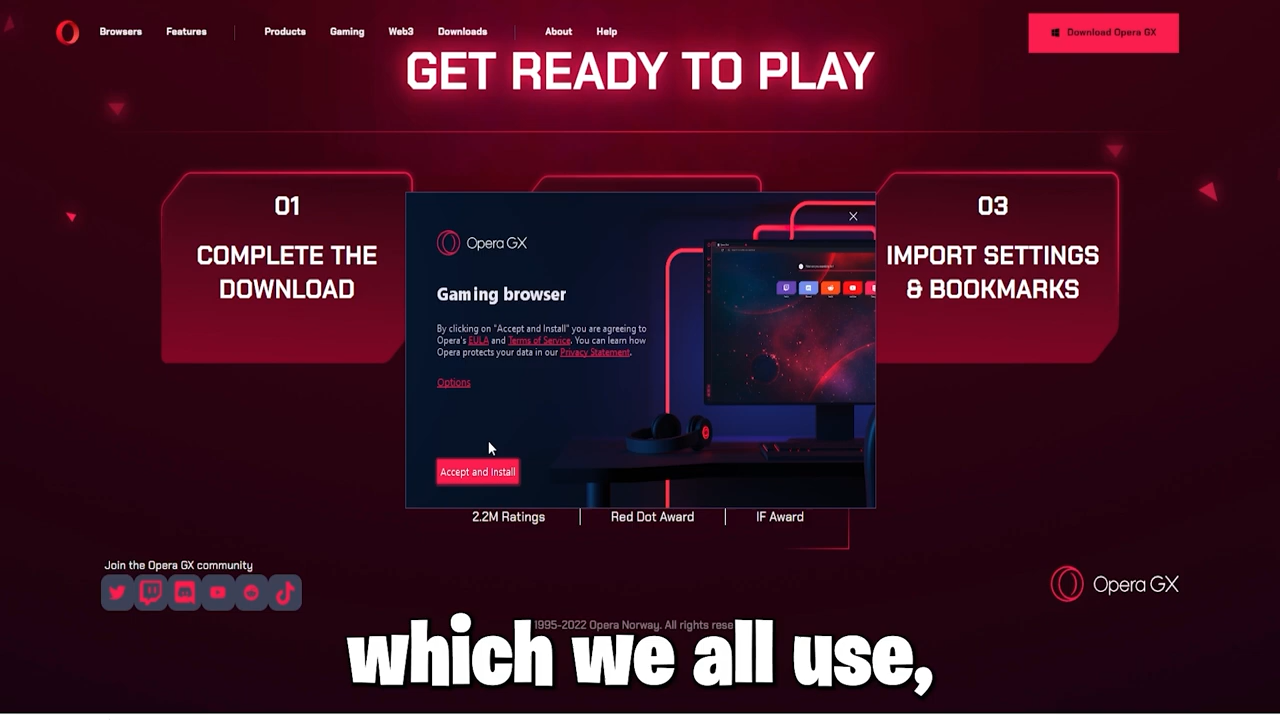 Browsers Features Products Gaming Web3 Downloads About Help Download Opera GX
GET READY TO PLAY
01
COMPLETE THE
DOWNLOAD
Opera GX
Gaming browser
By clicking on "Accept and Install" you are agreeing to
Opera's EULA and Terms of Service. You can learn how
Opera protects your data in our Privacy Statement.
Options
Accept and Install
03
IMPORT SETTINGS
& BOOKMARKS
2.2M Ratings Red Dot Award IF Award
Join the Opera GX community
Opera GX
1995-2022 Opera Norway. All rights
which we all use,